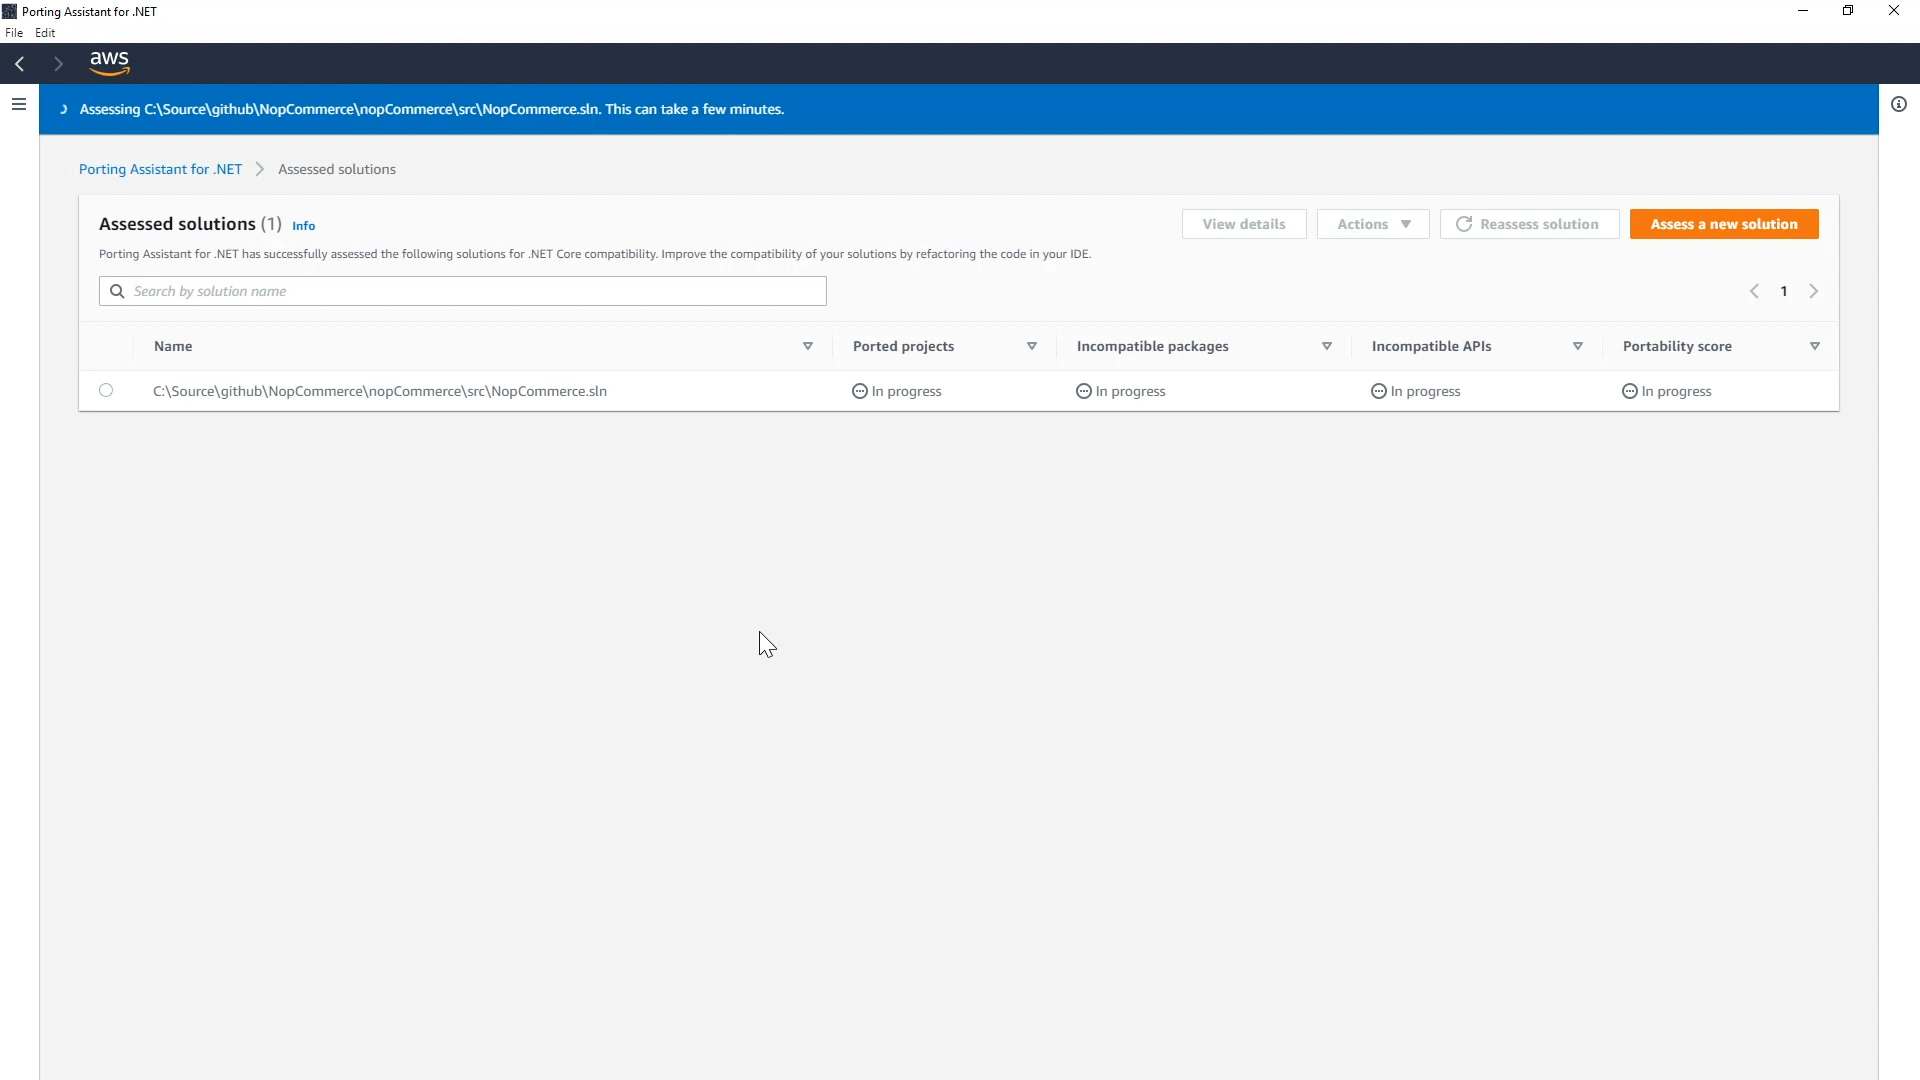 Porting Assistant for .NET
File Edit
aws
Assessing C:\Source\github\NopCommerce\nopCommerce\src\NopCommerce.sln. This can take a few minutes.
Porting Assistant for .NET Assessed solutions
Assessed solutions (1) Info
View details Actions Reassess solution Assess a new solution
Porting Assistant for .NET has successfully assessed the following solutions for .NET Core compatibility. Improve the compatibility of your solutions by refactoring the code in your IDE.
Search by solution name
1
Name Ported projects Incompatible packages Incompatible APIs Portability score
C:\Source\github\NopCommerce\nopCommerce\src\NopCommerce.sln In progress In progress In progress In progress